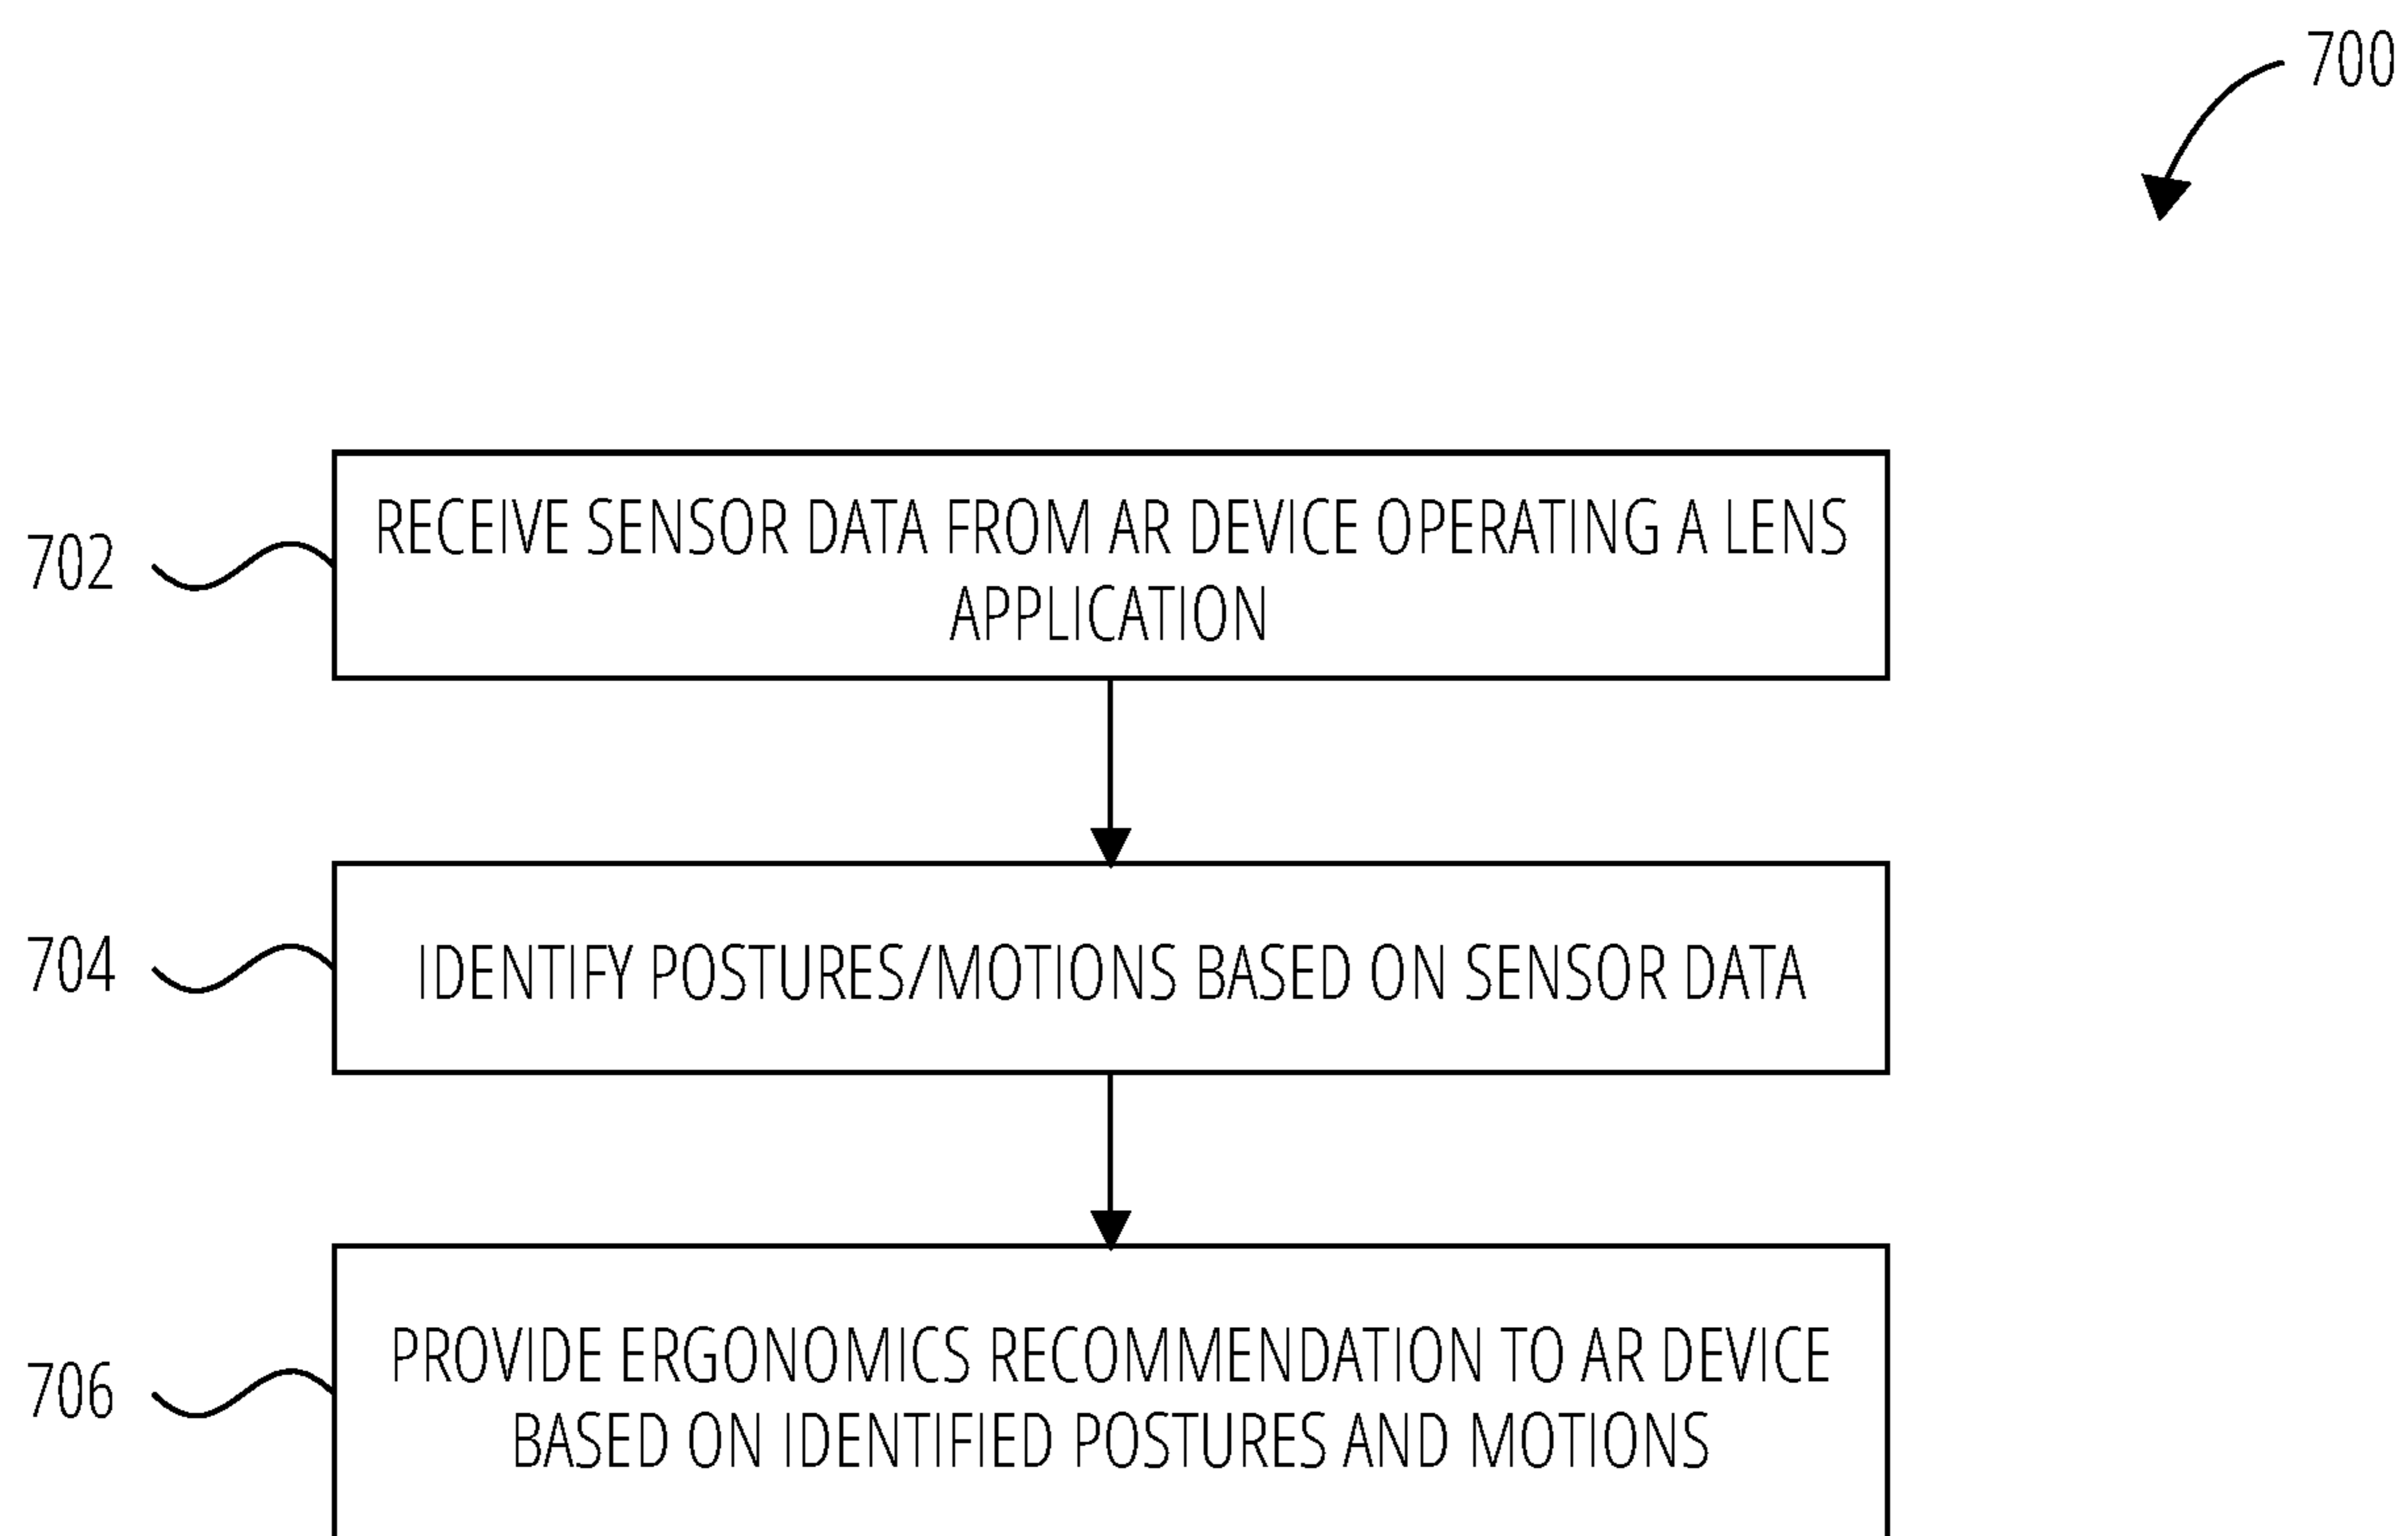 700
702
RECEIVE SENSOR DATA FROM AR DEVICE OPERATING A LENS
APPLICATION
704
IDENTIFY POSTURES/MOTIONS BASED ON SENSOR DATA
706
PROVIDE ERGONOMICS RECOMMENDATION TO AR DEVICE
BASED ON IDENTIFIED POSTURES AND MOTIONS